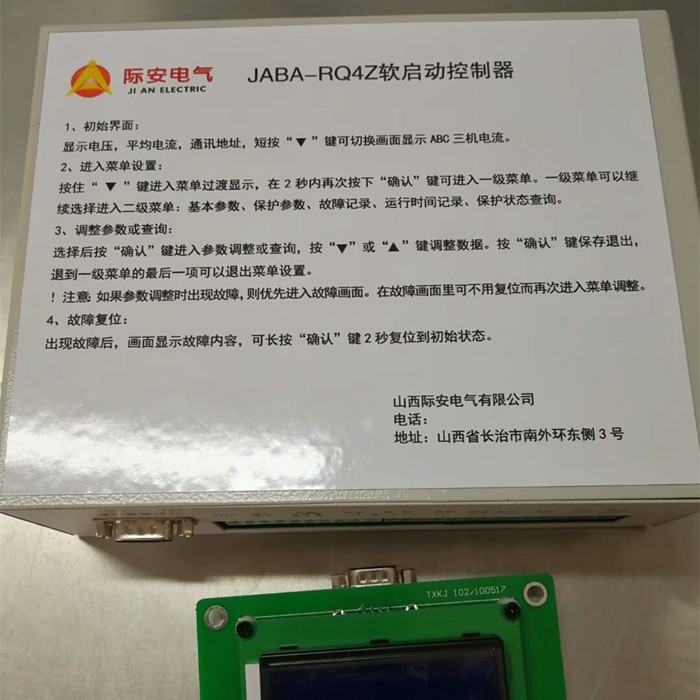 际安电气
JI AN ELECTRIC
JABA-RQ4Z软启动控制器
1、初始界面：
显示电压，平均电流，通讯地址，短按“▼”键可切换画面显示 ABC 三机电流。
2、进入菜单设置：
按住“▼”键进入菜单过渡显示，在 2 秒内再次按下“确认”键可进入一级菜单。一级菜单可以继
续选择进入二级菜单：基本参数、保护参数、故障记录、运行时间记录、保护状态查询。
3、调整参数或查询：
选择后按“确认”键进入参数调整或查询，按“▼”或“▲”键调整数据。按“确认”键保存退出，
退到一级菜单的最后一项可以退出菜单设置。
！注意：如果参数调整时出现故障，则优先进入故障画面。在故障画面里可不用复位而再次进入菜单调整。
4、故障复位：
出现故障后，画面显示故障内容，可长按“确认”键 2 秒复位到初始状态。
山西际安电气有限公司
电话：
地址：山西省长治市南外环东侧 3 号
TXKJ 102/100517